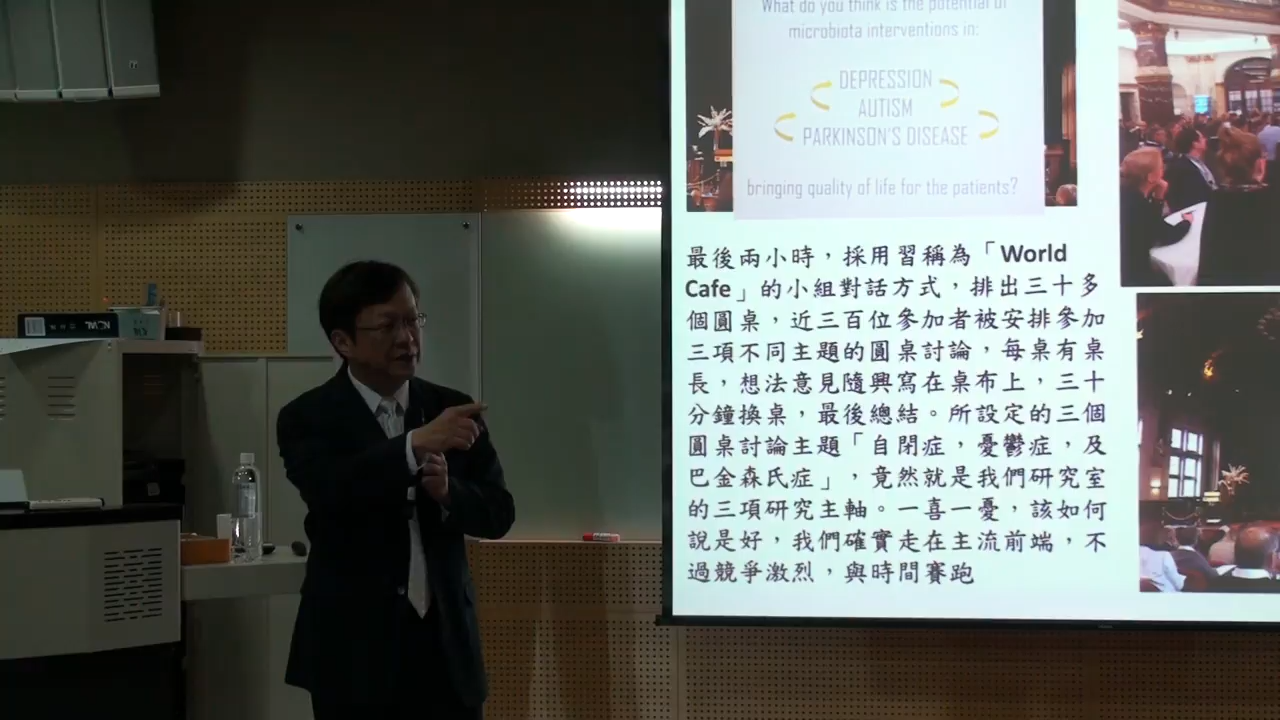 What do you think is the potential of
microbiota interventions in:
DEPRESSION
AUTISM
PARKINSON'S DISEASE
bringing quality of life for the patients?
最後兩小時，採用習稱為「World
Cafe」的小組對話方式，排出三十多
個圓桌，近三百位參加者被安排參加
三項不同主題的圓桌討論，每桌有桌
長，想法意見隨興寫在桌布上，三十
分鐘換桌，最後總結。所設定的三個
圓桌討論主題「自閉症，憂鬱症，及
巴金森氏症」，竟然就是我們研究室
的三項研究主軸。一喜一憂，該如何
說是好，我們確實走在主流前端，不
過競爭激烈，與時間賽跑